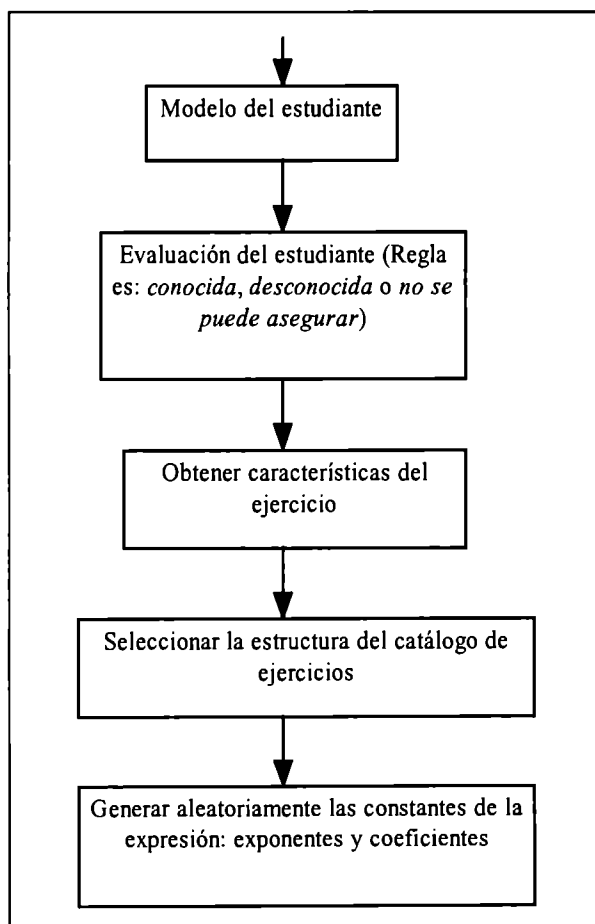 Modelo del estudiante
Evaluación del estudiante (Regla
es: conocida, desconocida o no se
puede asegurar)
Obtener características del
ejercicio
Seleccionar la estructura del catálogo de
ejercicios
Generar aleatoriamente las constantes de la
expresión: exponentes y coeficientes